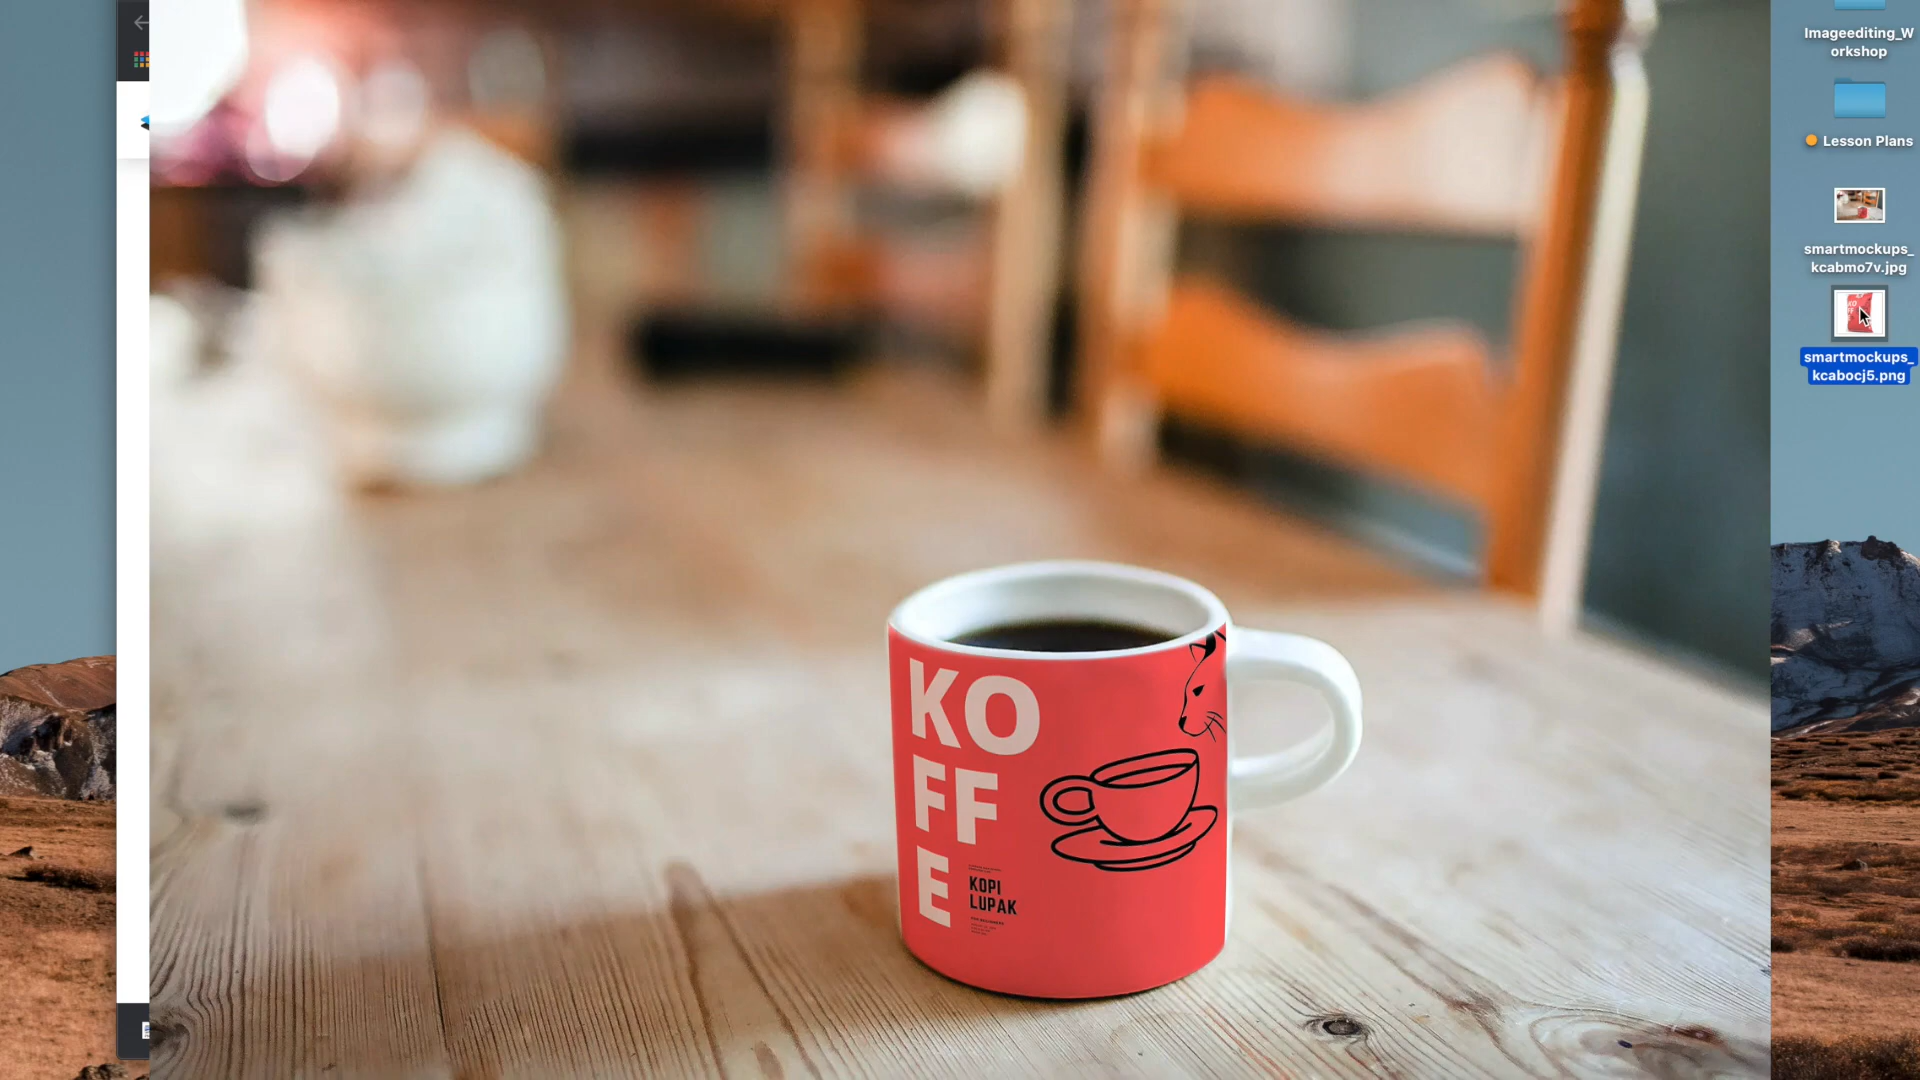 Imageediting_W
orkshop
Lesson Plans
smartmockups_
kcabmo7v.jpg
smartmockups_
kcabocj5.png
KO
FF
E
KOPI
LUPAK